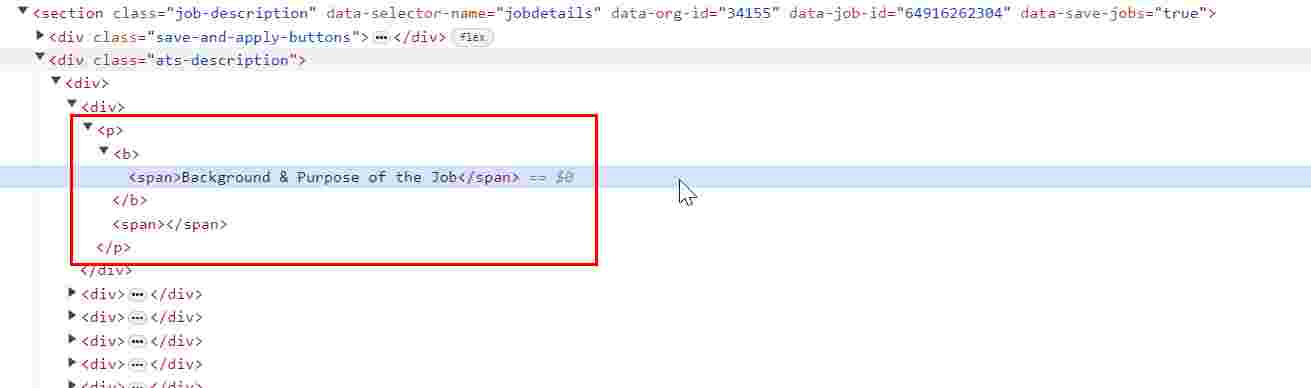 <section class="job-description" data-selector-name="jobdetails" data-org-id="34155" data-job-id="64916262304" data-save-jobs="true">
<div class="save-and-apply-buttons">…</div> flex
<div class="ats-description">
<div>
<div>
<p>
<b>
<span>Background & Purpose of the Job</span> == $0
</b>
<span></span>
</p>
</div>
<div>…</div>
<div>…</div>
<div>…</div>
<div>…</div>
<div>…</div>